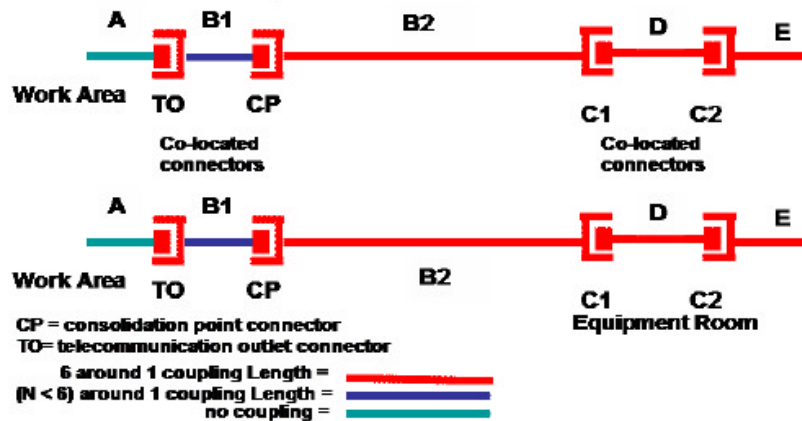 A B1 B2 D E
Work Area TO CP C1 C2
Co-located connectors Co-located connectors
A B1 D E
Work Area TO CP B2 C1 C2
CP = consolidation point connector Equipment Room
TO= telecommunication outlet connector
6 around 1 coupling Length =
(N < 6) around 1 coupling Length =
no coupling =